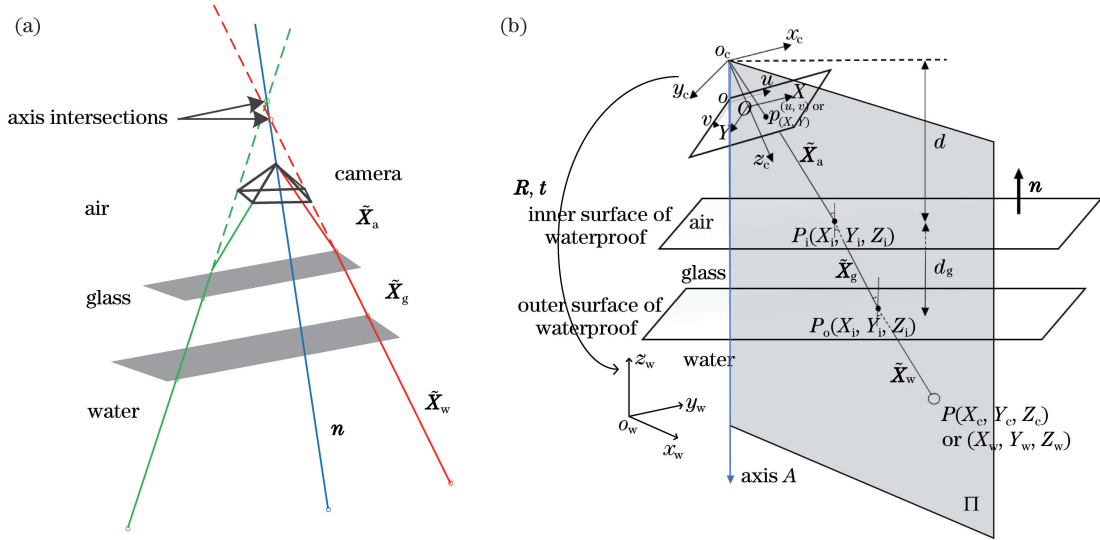 (a)
axis intersections
camera
air
X̃a
glass
X̃g
water
X̃w
n
(b)
oc
xc
yc
u
o
X
O
v
Y
p(u, v) or
(X, Y)
zc
X̃a
d
R, t
n
inner surface of
waterproof
air
Pi(Xi, Yi, Zi)
glass
X̃g
dg
outer surface of
waterproof
Po(Xi, Yi, Zi)
water
X̃w
zw
yw
ow
xw
P(Xc, Yc, Zc)
or (Xw, Yw, Zw)
axis A
Π